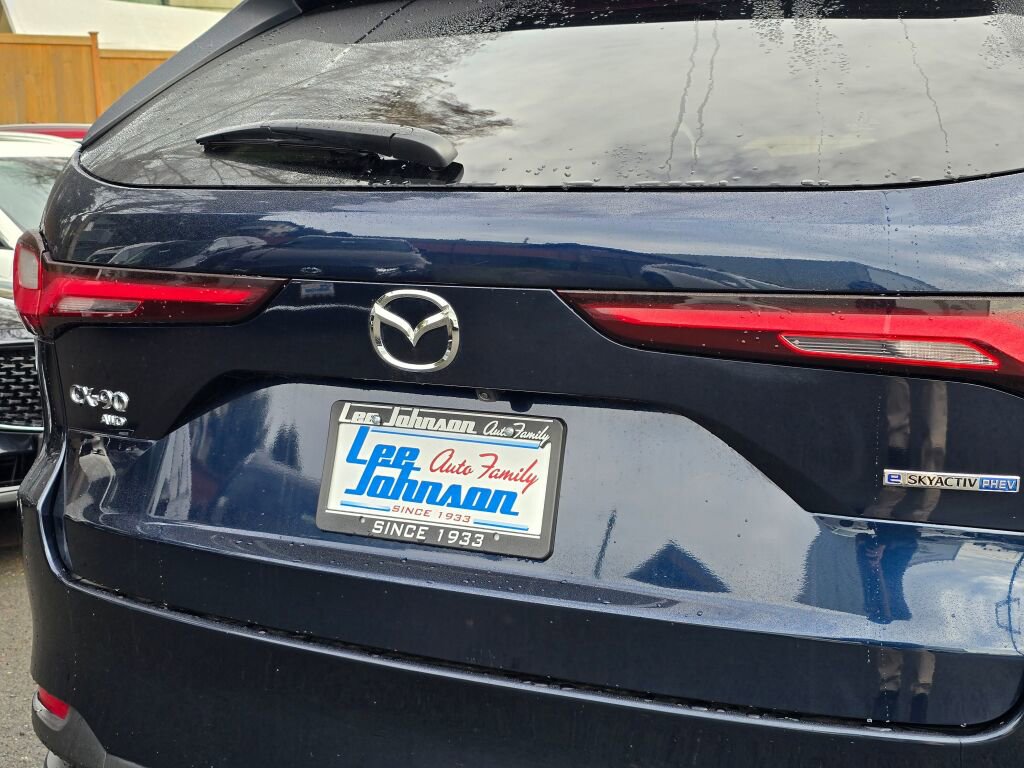 CX-90
AWD
Lee Johnson Auto Family
Lee Auto Family
Johnson
SINCE 1933
SINCE 1933
e SKYACTIV PHEV